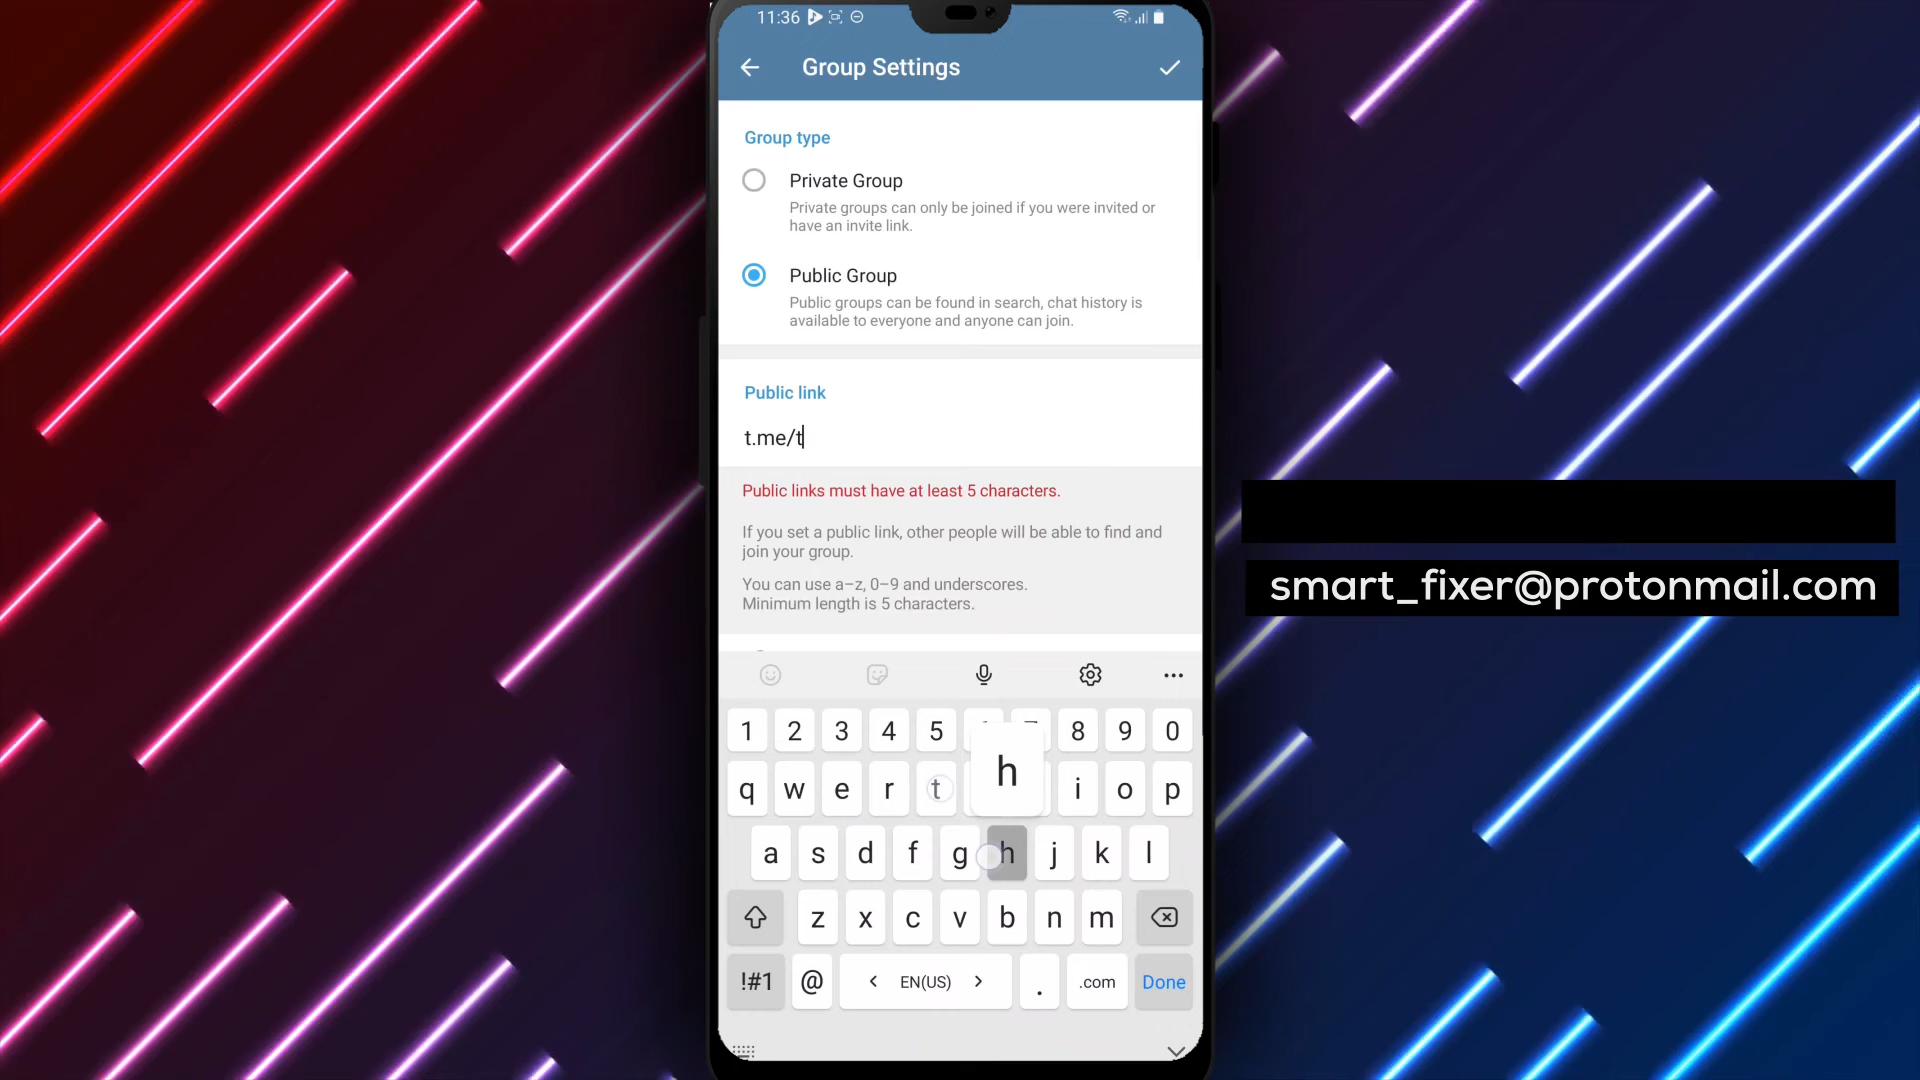 11:36
Group Settings
Group type
Private Group
Private groups can only be joined if you were invited or
have an invite link.
Public Group
Public groups can be found in search, chat history is
available to everyone and anyone can join.
Public link
t.me/t
Public links must have at least 5 characters.
If you set a public link, other people will be able to find and
join your group.
You can use a–z, 0–9 and underscores.
Minimum length is 5 characters.
smart_fixer@protonmail.com
1 2 3 4 5 8 9 0
h
q w e r t i o p
a s d f g h j k l
z x c v b n m
!#1 @ < EN(US) > . .com Done